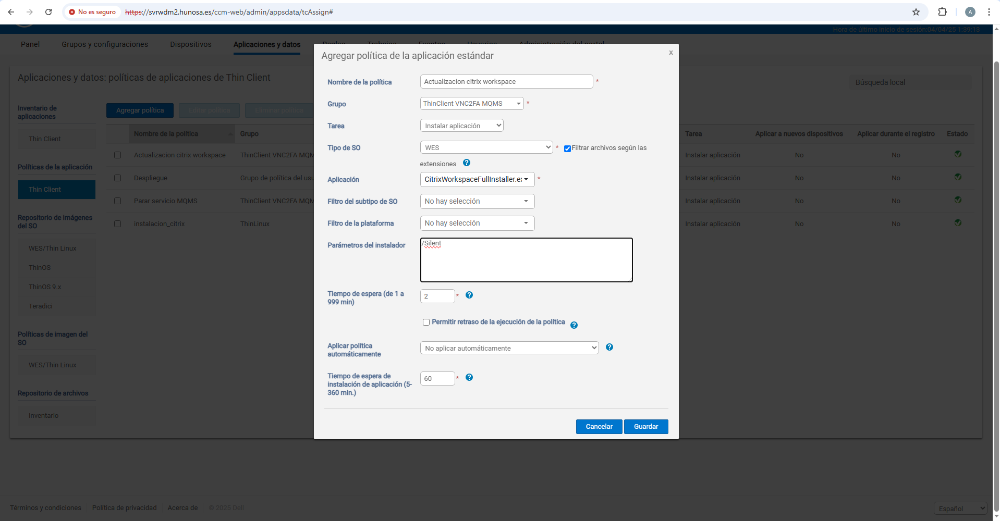 No es seguro
https://svrwdm2.hunosa.es/ccm-web/admin/appsdata/tcAssign#
A
Hora de último inicio de sesión:04/04/25 1:39:13
Panel
Grupos y configuraciones
Dispositivos
Aplicaciones y datos
Reglas
Trabajos
Eventos
Usuarios
Administración del portal
Aplicaciones y datos: políticas de aplicaciones de Thin Client
Búsqueda local
Inventario de
aplicaciones
Thin Client
Políticas de la aplicación
Thin Client
Repositorio de imágenes
del SO
WES/Thin Linux
ThinOS
ThinOS 9.x
Teradici
Políticas de imagen del
SO
WES/Thin Linux
Repositorio de archivos
Inventario
Agregar política
Editar política
Eliminar política
Nombre de la política
Grupo
Tarea
Aplicar a nuevos dispositivos
Aplicar durante el registro
Estado
Actualizacion citrix workspace
ThinClient VNC2FA MQM
Instalar aplicación
No
No
Despliegue
Grupo de política del usu
Instalar aplicación
No
No
Parar servicio MQMS
ThinClient VNC2FA MQM
Instalar aplicación
No
No
instalacion_citrix
ThinLinux
Instalar aplicación
No
No
Agregar política de la aplicación estándar
x
Nombre de la política
Actualizacion citrix workspace *
Grupo
ThinClient VNC2FA MQMS *
Tarea
Instalar aplicación
Tipo de SO
WES * Filtrar archivos según las
extensiones ?
Aplicación
CitrixWorkspaceFullInstaller.ex *
Filtro del subtipo de SO
No hay selección
Filtro de la plataforma
No hay selección
Parámetros del instalador
/Silent
Tiempo de espera (de 1 a
999 min)
2 * ?
Permitir retraso de la ejecución de la política ?
Aplicar política
automáticamente
No aplicar automáticamente ?
Tiempo de espera de
instalación de aplicación (5-
360 min.)
60 * ?
Cancelar
Guardar
Términos y condiciones
Política de privacidad
Acerca de
© 2025 Dell
Español